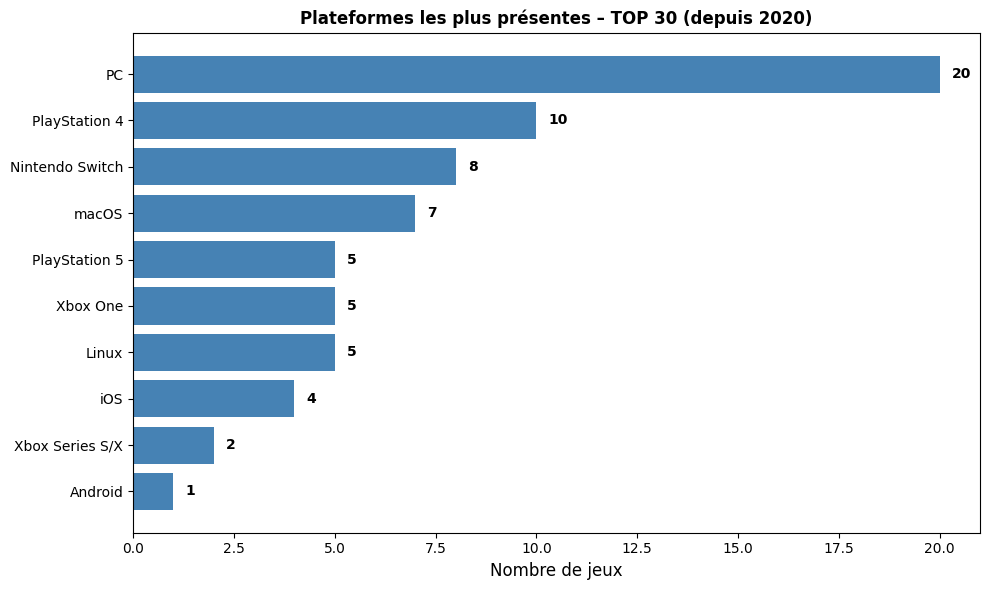 Plateformes les plus présentes – TOP 30 (depuis 2020)
PC
20
PlayStation 4
10
Nintendo Switch
8
macOS
7
PlayStation 5
5
Xbox One
5
Linux
5
iOS
4
Xbox Series S/X
2
Android
1
0.0 2.5 5.0 7.5 10.0 12.5 15.0 17.5 20.0
Nombre de jeux